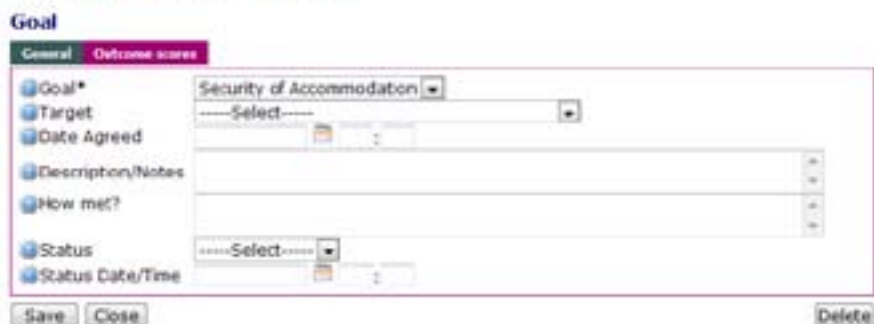 Goal
General Outcome scores
Goal* Security of Accommodation
Target -----Select-----
Date Agreed :
Description/Notes
How met?
Status -----Select-----
Status Date/Time :
Save Close Delete